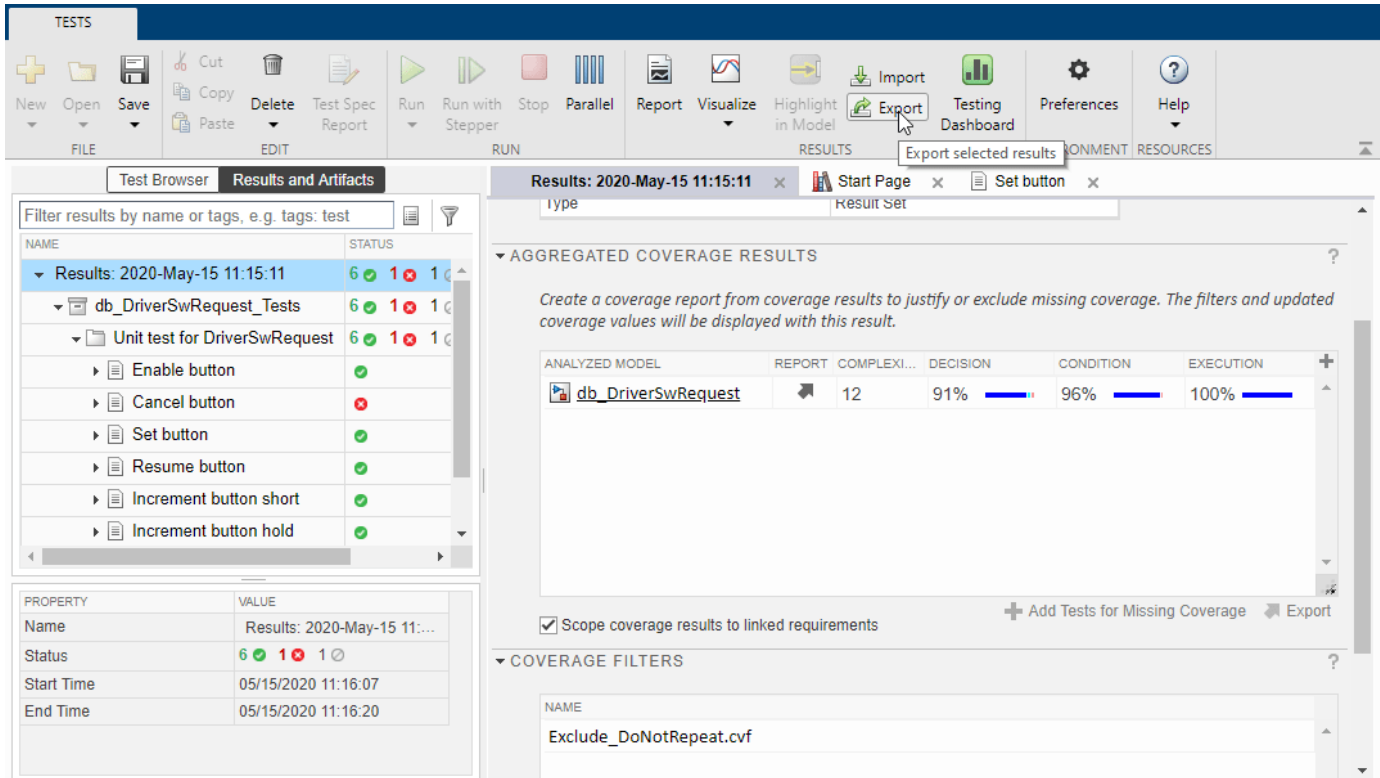 TESTS
New
Open
Save
FILE
Cut
Copy
Paste
Delete
Test Spec
Report
EDIT
Run
Run with
Stepper
Stop
Parallel
RUN
Report
Visualize
Highlight
in Model
Import
Export
Testing
Dashboard
RESULTS
Preferences
ONMENT
Help
RESOURCES
Export selected results
Test Browser
Results and Artifacts
Filter results by name or tags, e.g. tags: test
NAME STATUS
Results: 2020-May-15 11:15:11 6 1 1
db_DriverSwRequest_Tests 6 1 1
Unit test for DriverSwRequest 6 1 1
Enable button
Cancel button
Set button
Resume button
Increment button short
Increment button hold
PROPERTY VALUE
Name Results: 2020-May-15 11:...
Status 6 1 1
Start Time 05/15/2020 11:16:07
End Time 05/15/2020 11:16:20
Results: 2020-May-15 11:15:11
Start Page
Set button
Type Result Set
AGGREGATED COVERAGE RESULTS ?
Create a coverage report from coverage results to justify or exclude missing coverage. The filters and updated
coverage values will be displayed with this result.
ANALYZED MODEL REPORT COMPLEXI... DECISION CONDITION EXECUTION
db_DriverSwRequest 12 91% 96% 100%
Add Tests for Missing Coverage Export
Scope coverage results to linked requirements
COVERAGE FILTERS ?
NAME
Exclude_DoNotRepeat.cvf